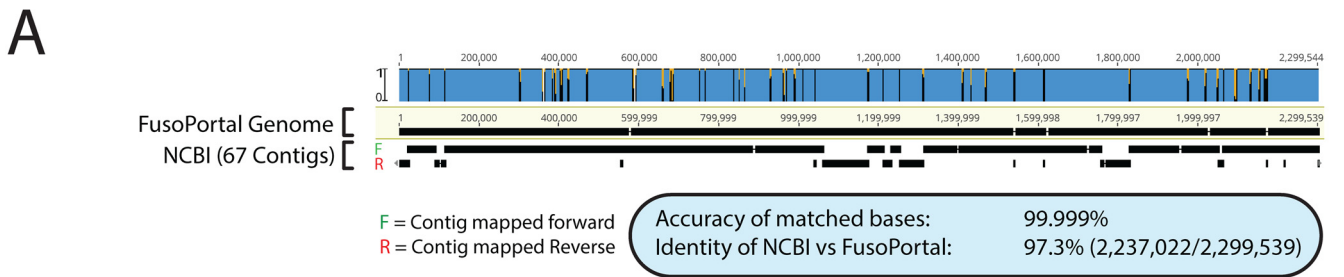 A
1 200,000 400,000 600,000 800,000 1,000,000 1,200,000 1,400,000 1,600,000 1,800,000 2,000,000 2,299,544
1
0
FusoPortal Genome
1 200,000 400,000 599,999 799,999 999,999 1,199,999 1,399,999 1,599,998 1,799,997 1,999,997 2,299,539
NCBI (67 Contigs)
F
R
F = Contig mapped forward
R = Contig mapped Reverse
Accuracy of matched bases: 99.999%
Identity of NCBI vs FusoPortal: 97.3% (2,237,022/2,299,539)